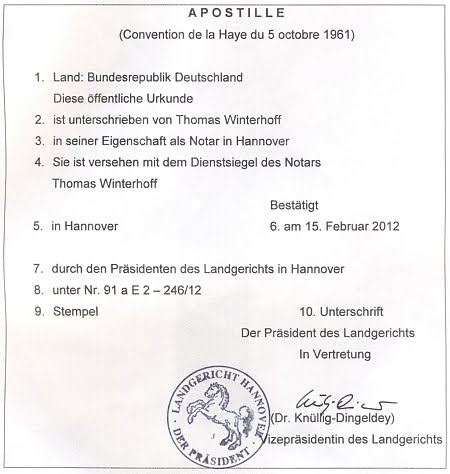 APOSTILLE
(Convention de la Haye du 5 octobre 1961)
1. Land: Bundesrepublik Deutschland
Diese öffentliche Urkunde
2. ist unterschrieben von Thomas Winterhoff
3. in seiner Eigenschaft als Notar in Hannover
4. Sie ist versehen mit dem Dienstsiegel des Notars
Thomas Winterhoff
Bestätigt
5. in Hannover 6. am 15. Februar 2012
7. durch den Präsidenten des Landgerichts in Hannover
8. unter Nr. 91 a E 2 – 246/12
9. Stempel 10. Unterschrift
Der Präsident des Landgerichts
In Vertretung
LANDGERICHT HANNOVER
3
DER PRÄSIDENT
(Dr. Knüllig-Dingeldey)
Vizepräsidentin des Landgerichts